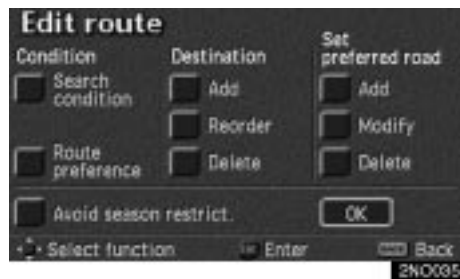 Edit route
Condition
Search
condition
Route
preference
Destination
Add
Reorder
Delete
Set
preferred road
Add
Modify
Delete
Avoid season restrict.
OK
Select function
Enter
Back
2NO035